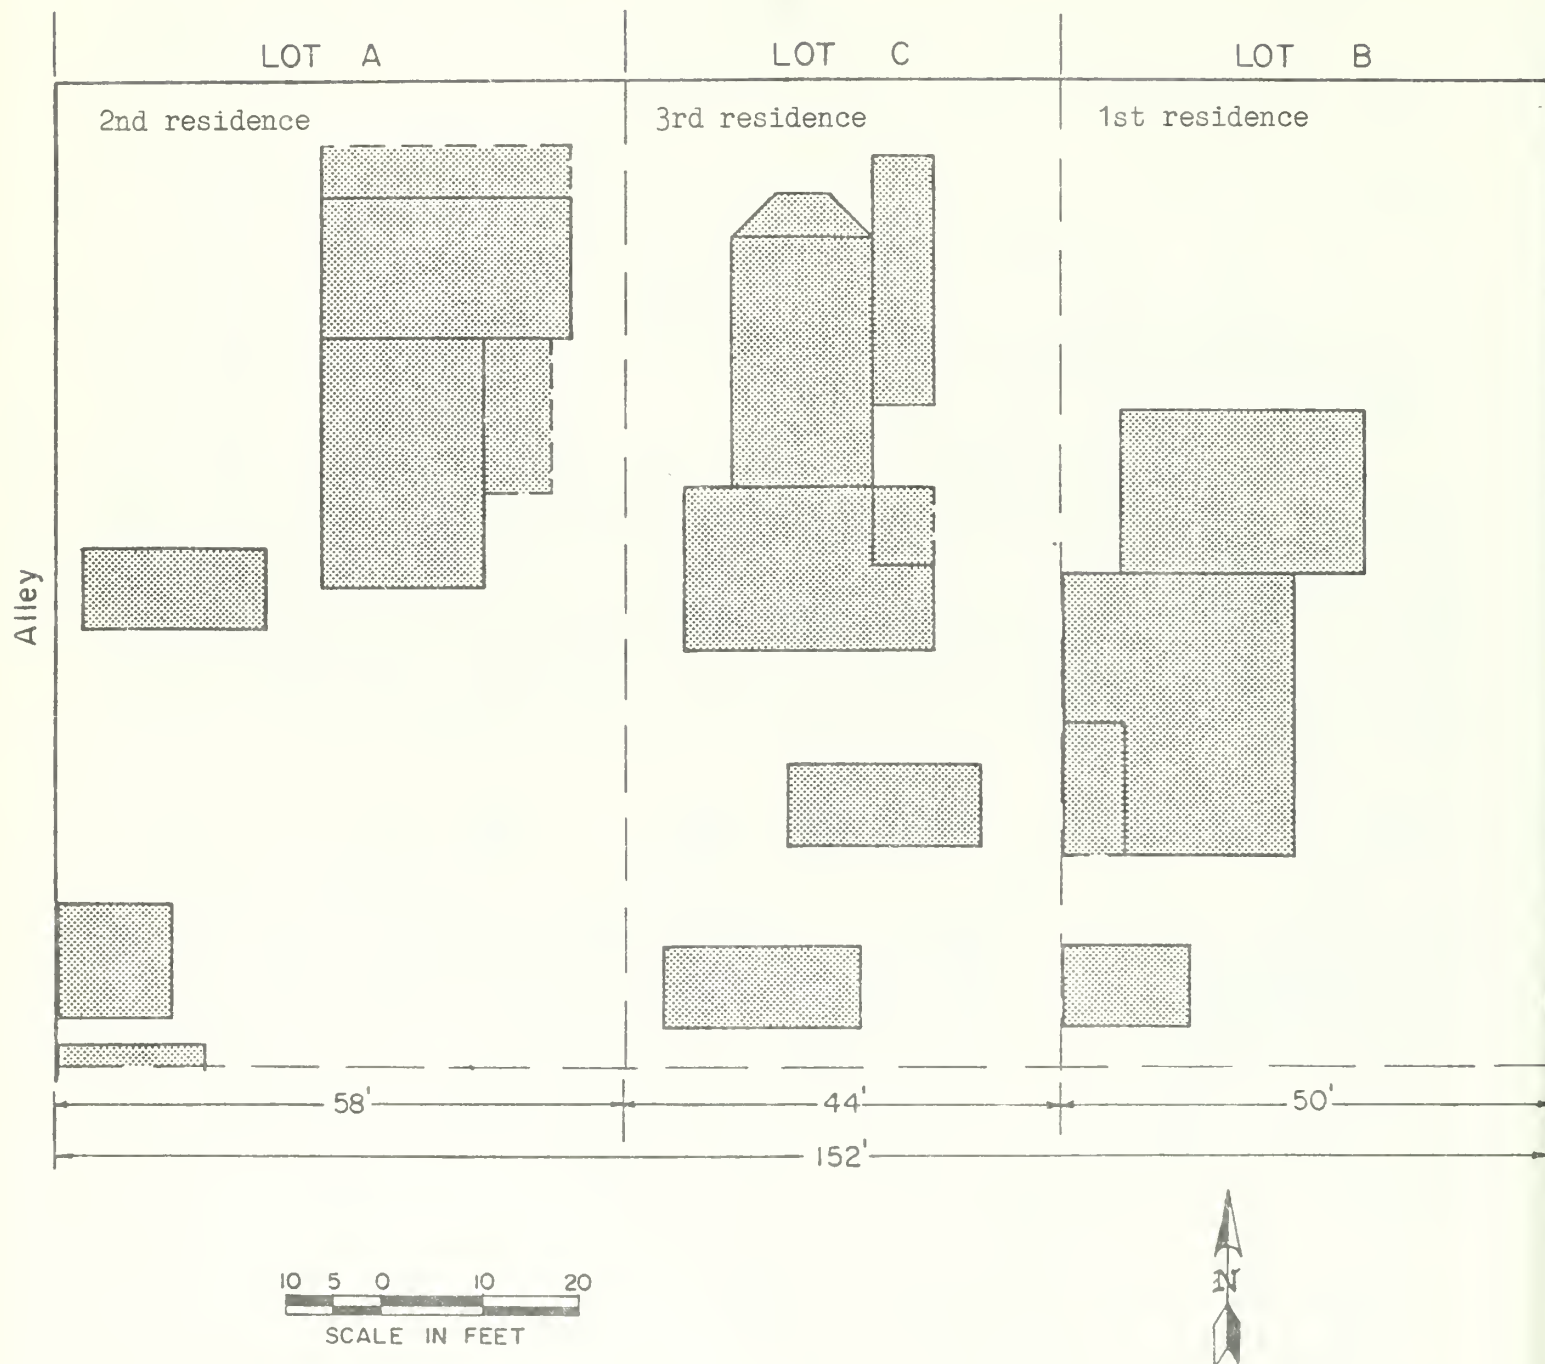 LOT A LOT C LOT B
2nd residence 3rd residence 1st residence
Alley
58' 44' 50'
152'
10 5 0 10 20
SCALE IN FEET
N